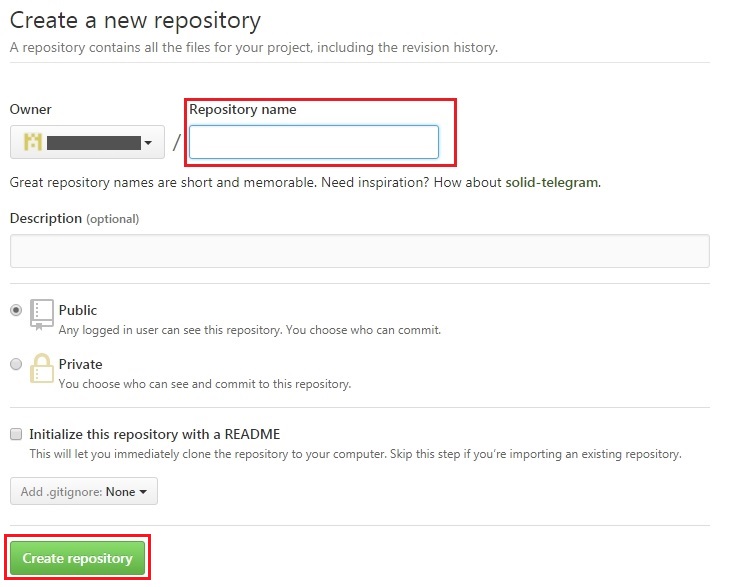 Create a new repository
A repository contains all the files for your project, including the revision history.
Owner
Repository name
/
Great repository names are short and memorable. Need inspiration? How about solid-telegram.
Description (optional)
Public
Any logged in user can see this repository. You choose who can commit.
Private
You choose who can see and commit to this repository.
Initialize this repository with a README
This will let you immediately clone the repository to your computer. Skip this step if you're importing an existing repository.
Add .gitignore: None
Create repository